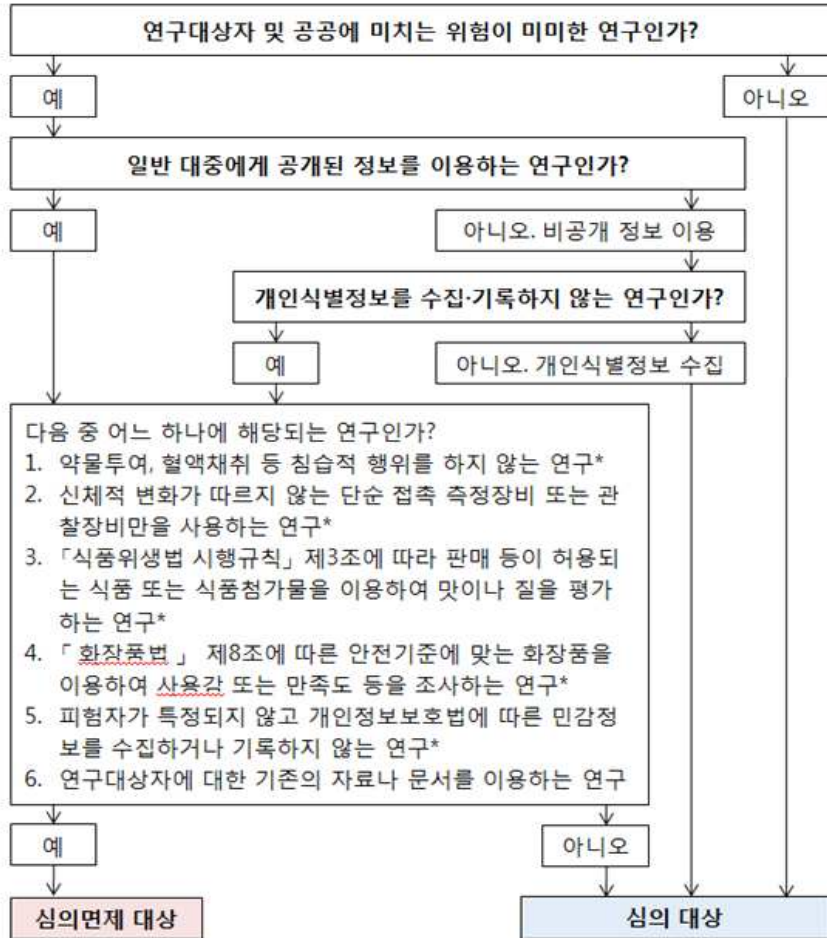 연구대상자 및 공공에 미치는 위험이 미미한 연구인가?
예
아니오
일반 대중에게 공개된 정보를 이용하는 연구인가?
예
아니오. 비공개 정보 이용
개인식별정보를 수집·기록하지 않는 연구인가?
예
아니오. 개인식별정보 수집
다음 중 어느 하나에 해당되는 연구인가?
1. 약물투여, 혈액채취 등 침습적 행위를 하지 않는 연구*
2. 신체적 변화가 따르지 않는 단순 접촉 측정장비 또는 관
찰장비만을 사용하는 연구*
3. 「식품위생법 시행규칙」 제3조에 따라 판매 등이 허용되
는 식품 또는 식품첨가물을 이용하여 맛이나 질을 평가
하는 연구*
4. 「 화장품법 」 제8조에 따른 안전기준에 맞는 화장품을
이용하여 사용감 또는 만족도 등을 조사하는 연구*
5. 피험자가 특정되지 않고 개인정보보호법에 따른 민감정
보를 수집하거나 기록하지 않는 연구*
6. 연구대상자에 대한 기존의 자료나 문서를 이용하는 연구
예
아니오
심의면제 대상
심의 대상